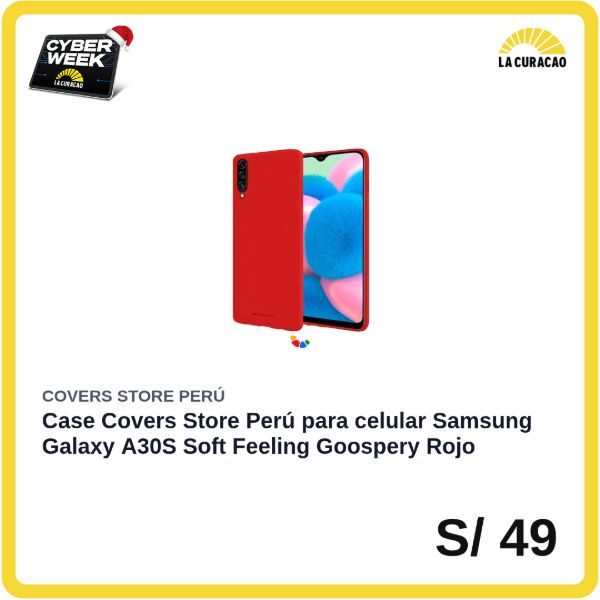 CYBER
WEEK
LA CURACAO
LA CURACAO
COVERS STORE PERÚ
Case Covers Store Perú para celular Samsung
Galaxy A30S Soft Feeling Goospery Rojo
S/ 49